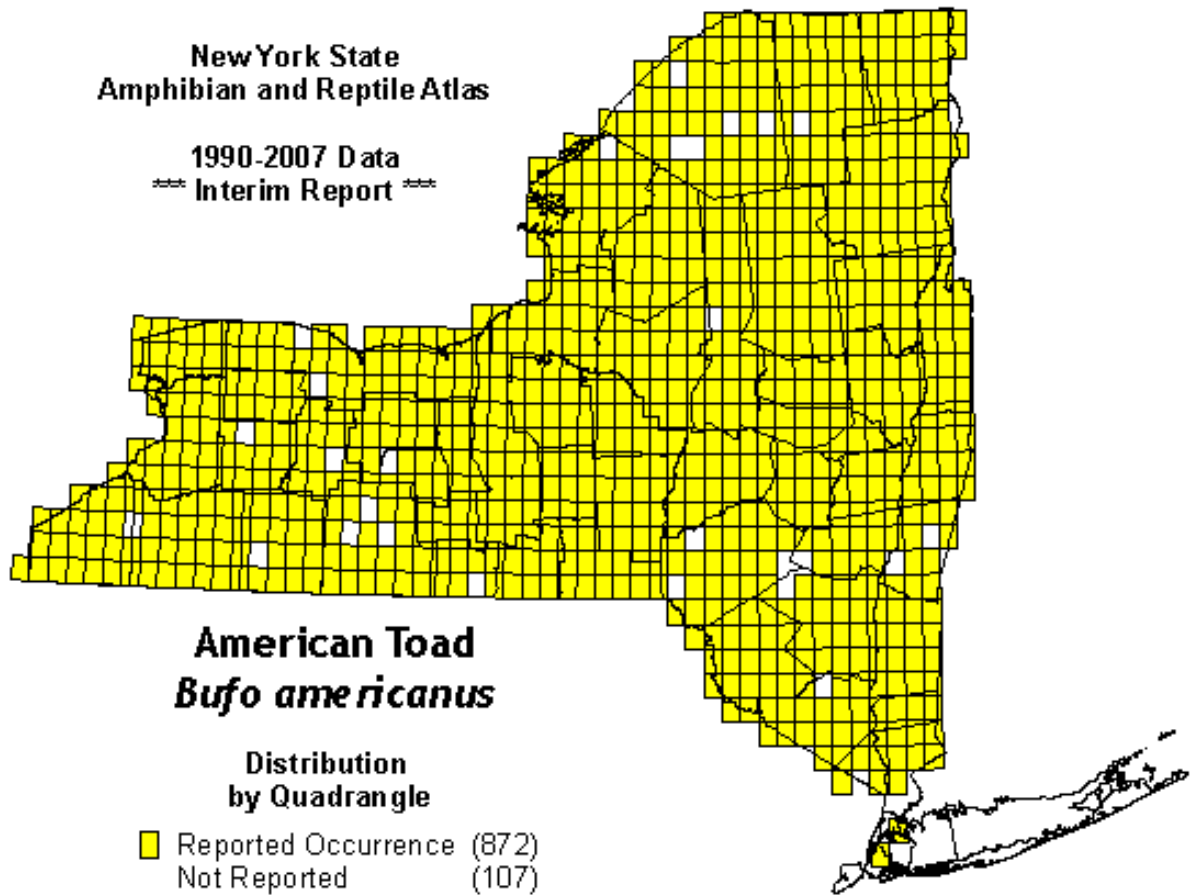 New York State
Amphibian and Reptile Atlas
1990-2007 Data
*** Interim Report ***
American Toad
Bufo americanus
Distribution
by Quadrangle
Reported Occurrence (872)
Not Reported (107)